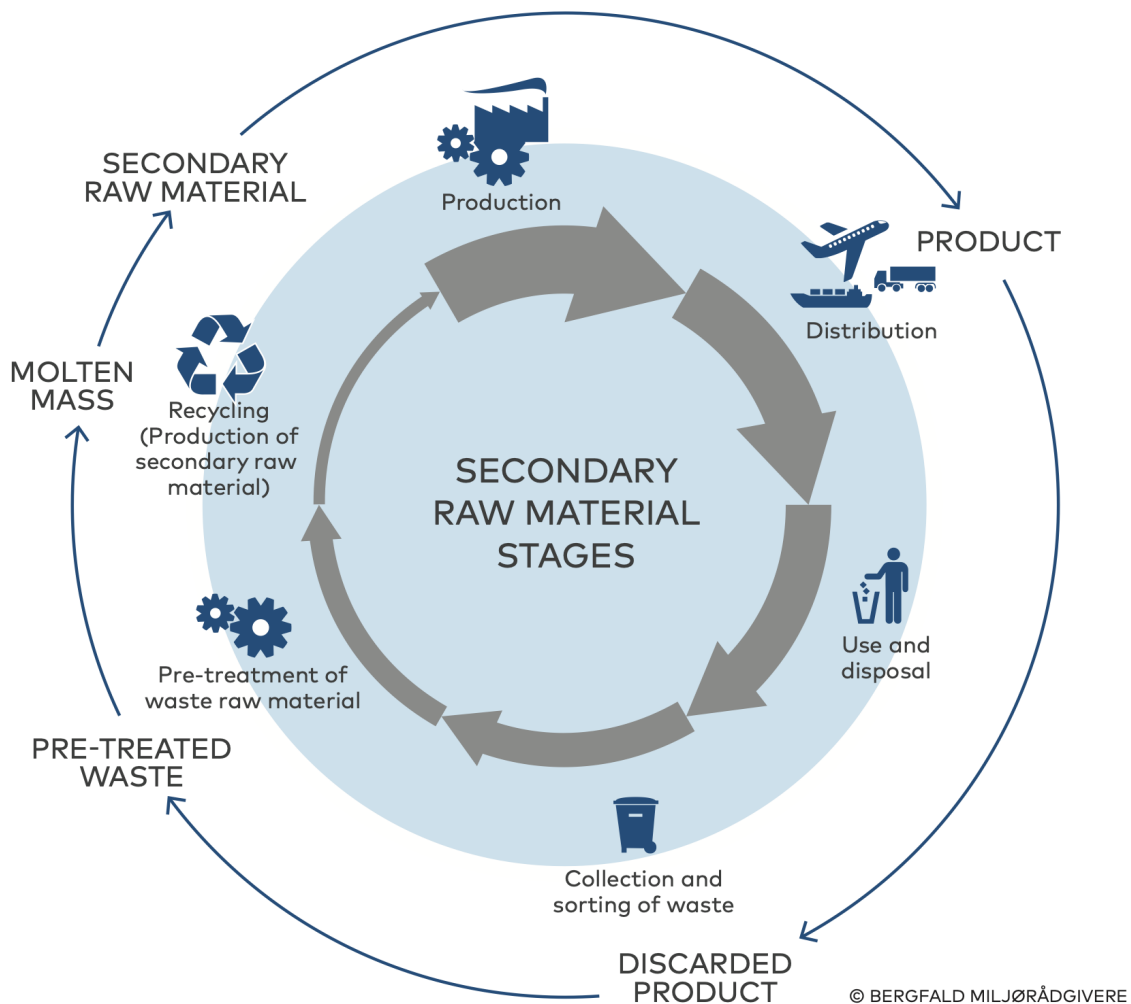 SECONDARY
RAW MATERIAL
Production
PRODUCT
Distribution
MOLTEN
MASS
Recycling
(Production of
secondary raw
material)
SECONDARY
RAW MATERIAL
STAGES
Use and
disposal
Pre-treatment of
waste raw material
PRE-TREATED
WASTE
Collection and
sorting of waste
DISCARDED
PRODUCT
© BERGFALD MILJØRÅDGIVERE